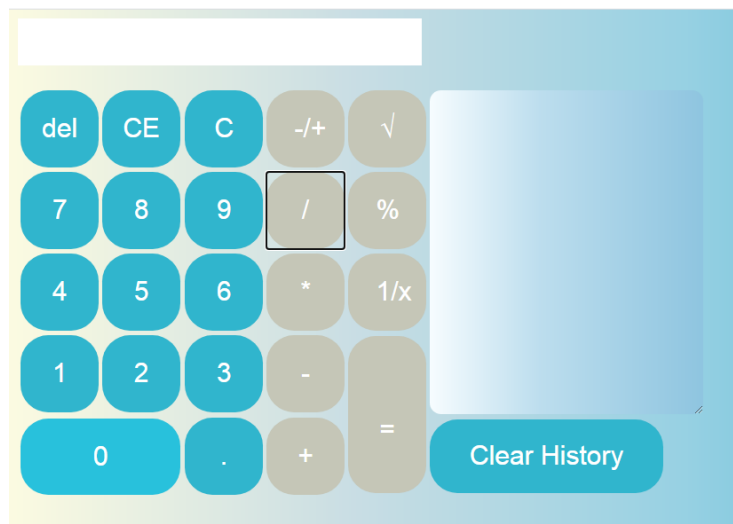 del CE C -/+ √
7 8 9 / %
4 5 6 * 1/x
1 2 3 -
=
0 . +
Clear History